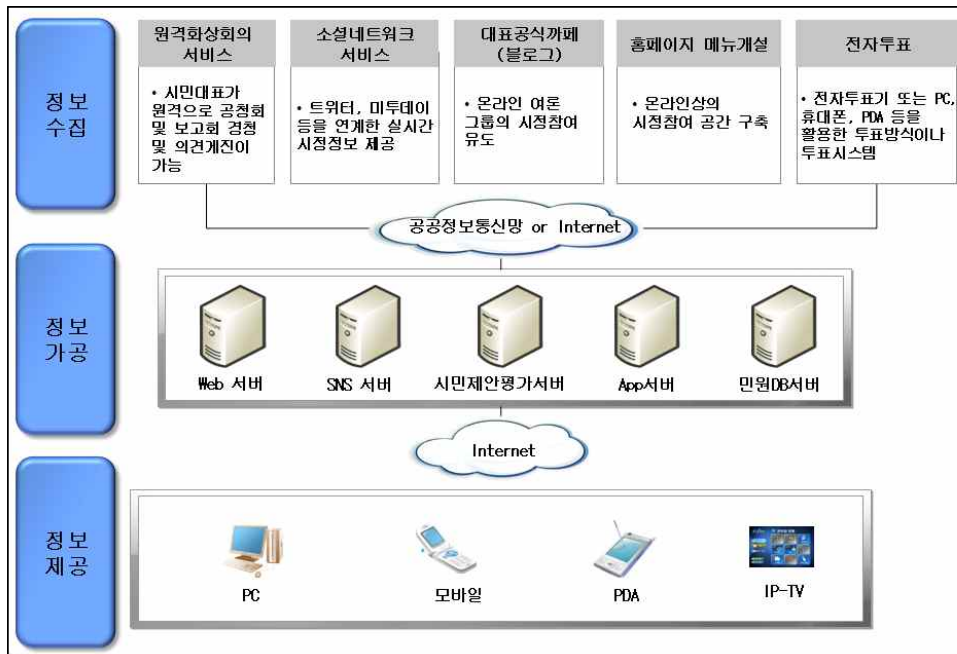 정보
수집
원격화상회의
서비스
• 시민대표가
원격으로 공청회
및 보고회 경청
및 의견게진이
가능
소셜네트워크
서비스
• 트위터, 미투데이
등을 연계한 실시간
시정정보 제공
대표공식까페
(블로그)
• 온라인 여론
그룹의 시정참여
유도
홈페이지 메뉴개설
• 온라인상의
시정참여 공간 구축
전자투표
• 전자투표기 또는 PC,
휴대폰, PDA 등을
활용한 투표방식이나
투표시스템
공공정보통신망 or Internet
정보
가공
Web 서버
SNS 서버
시민제안평가서버
App서버
민원DB서버
Internet
정보
제공
PC
모바일
PDA
IP-TV